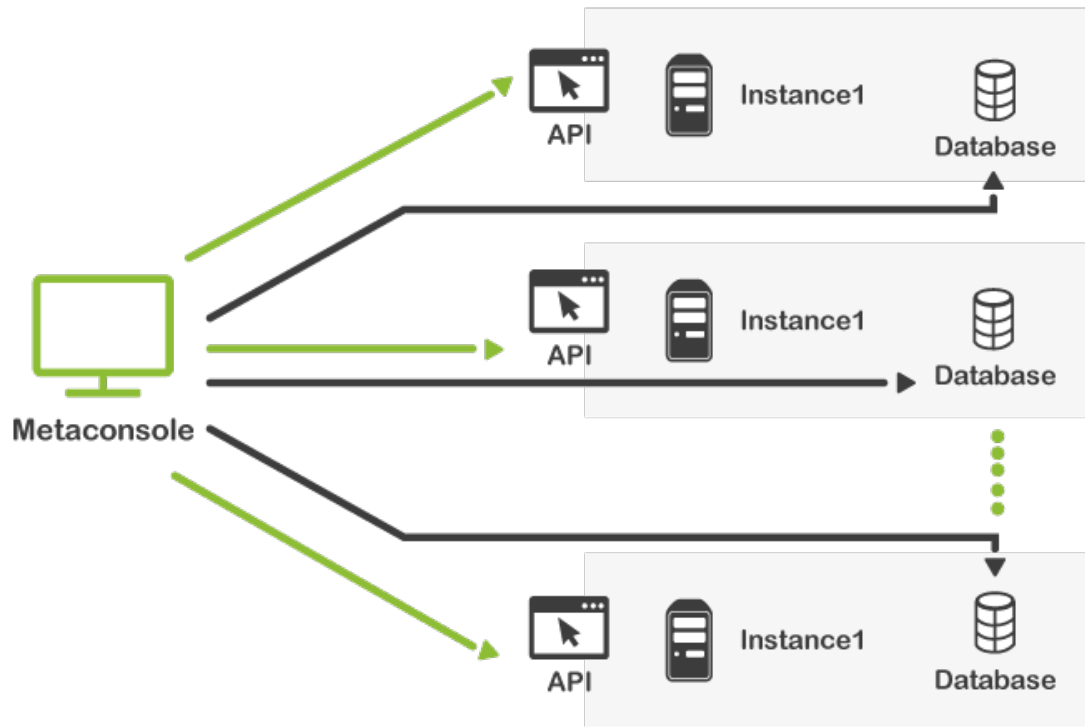 Instance1
API
Database
Instance1
API
Database
Metaconsole
Instance1
API
Database